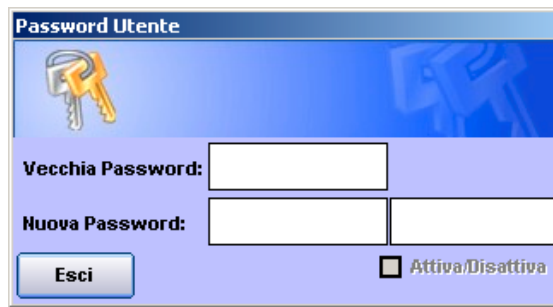 Password Utente
Vecchia Password:
Nuova Password:
Esci
Attiva/Disattiva